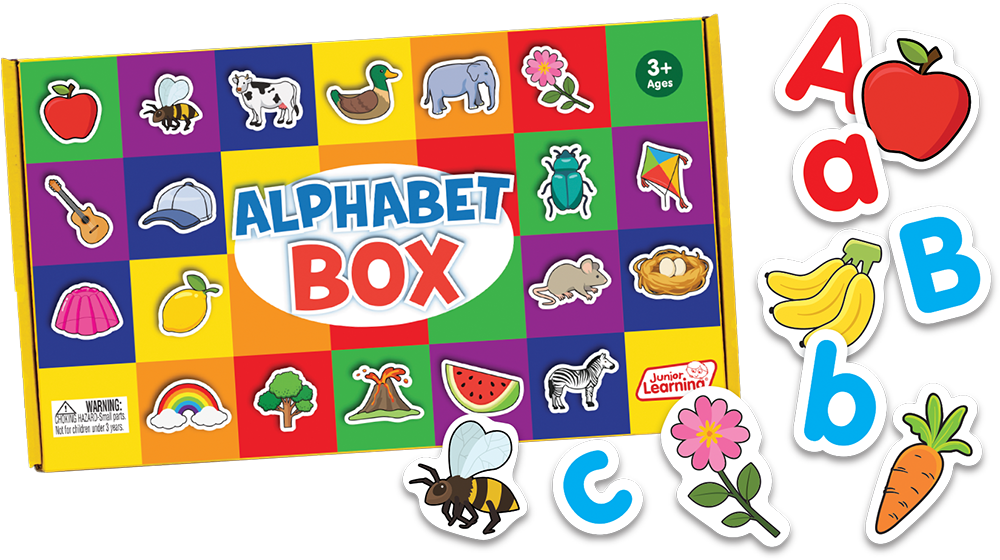 3+
Ages
ALPHABET
BOX
WARNING:
CHOKING HAZARD-Small parts.
Not for children under 3 years.
Junior
Learning
A
a
B
b
c